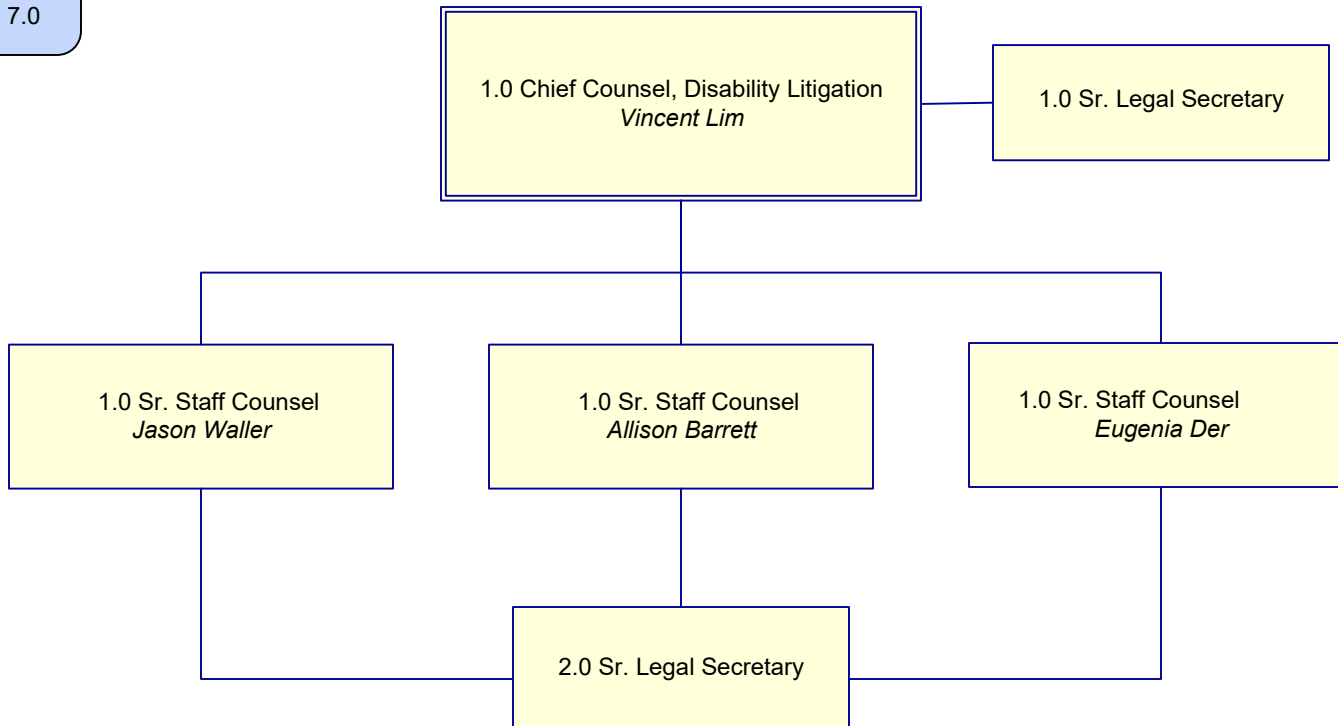 7.0
1.0 Chief Counsel, Disability Litigation
Vincent Lim
1.0 Sr. Legal Secretary
1.0 Sr. Staff Counsel
Jason Waller
1.0 Sr. Staff Counsel
Allison Barrett
1.0 Sr. Staff Counsel
Eugenia Der
2.0 Sr. Legal Secretary